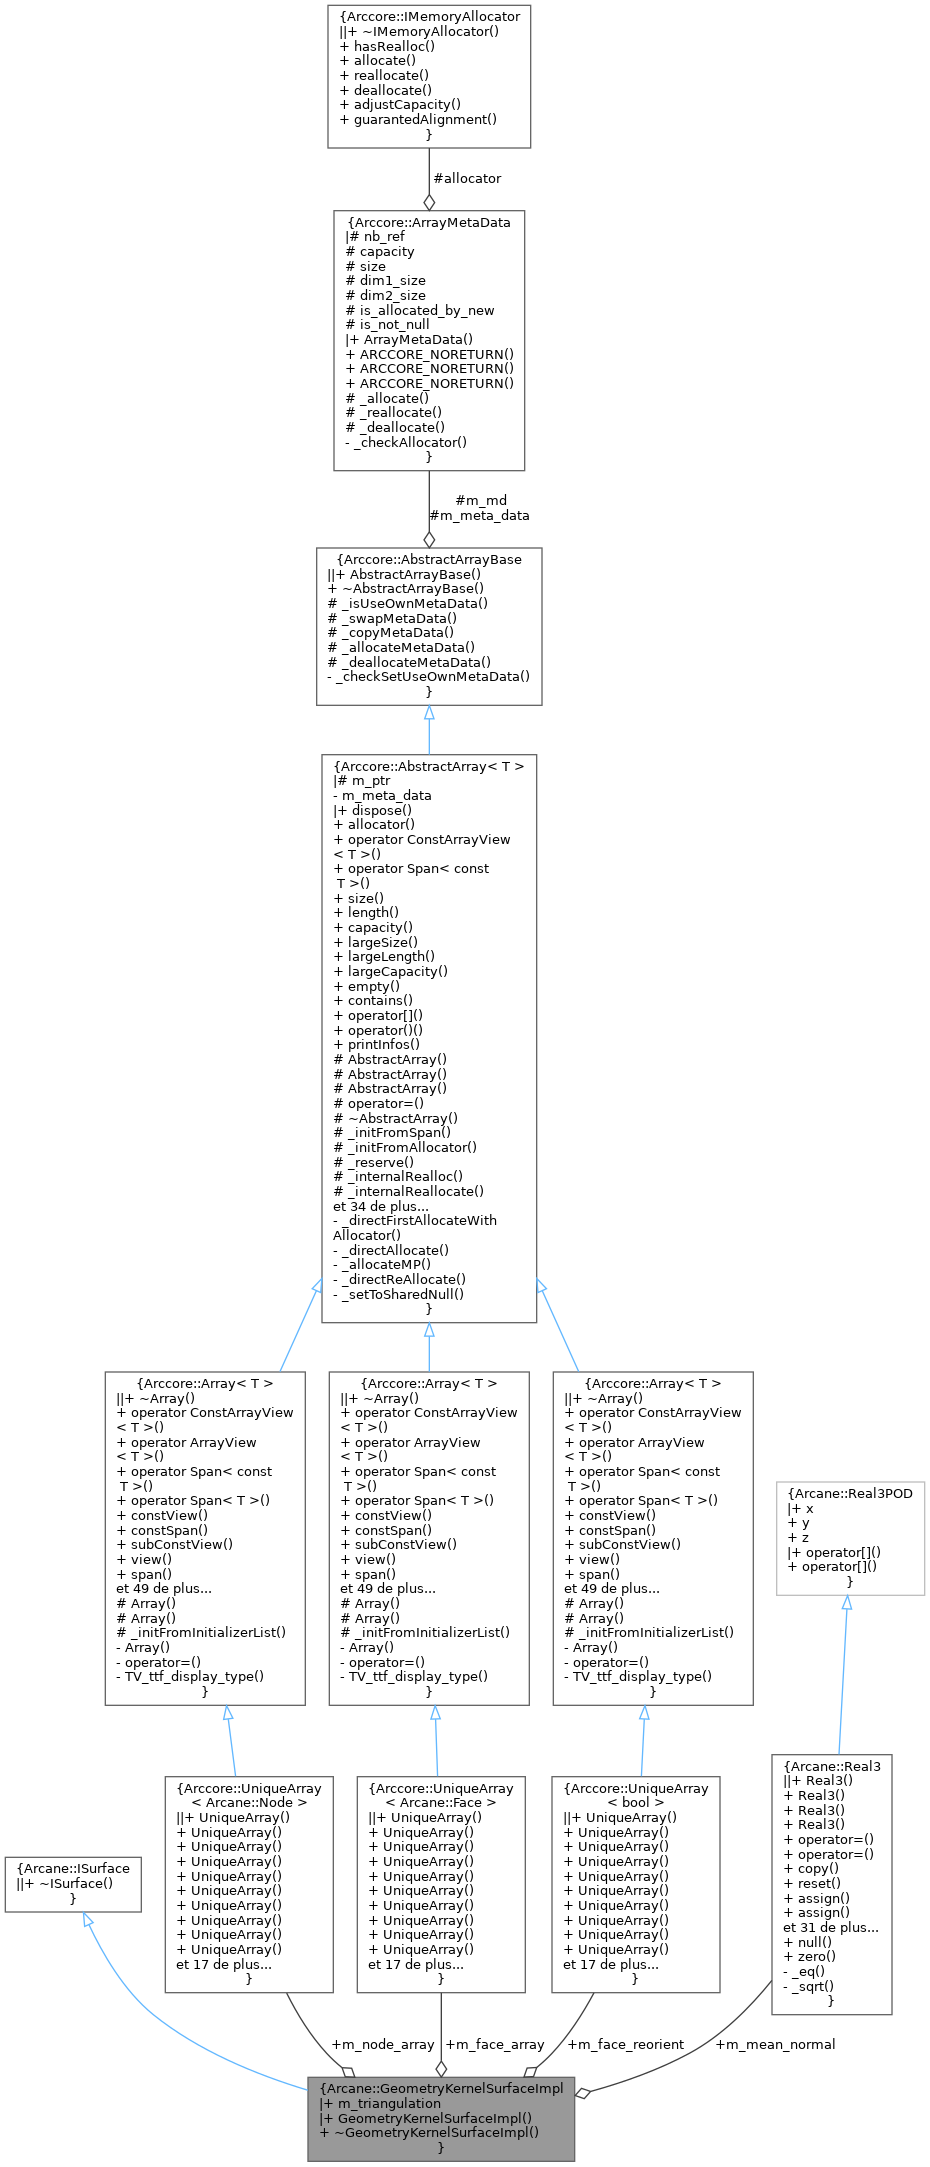 {Arccore::IMemoryAllocator
||+ ~IMemoryAllocator()
+ hasRealloc()
+ allocate()
+ reallocate()
+ deallocate()
+ adjustCapacity()
+ guarantedAlignment()
}
#allocator
{Arccore::ArrayMetaData
|# nb_ref
# capacity
# size
# dim1_size
# dim2_size
# is_allocated_by_new
# is_not_null
|+ ArrayMetaData()
+ ARCCORE_NORETURN()
+ ARCCORE_NORETURN()
+ ARCCORE_NORETURN()
# _allocate()
# _reallocate()
# _deallocate()
- _checkAllocator()
}
#m_md
#m_meta_data
{Arccore::AbstractArrayBase
||+ AbstractArrayBase()
+ ~AbstractArrayBase()
# _isUseOwnMetaData()
# _swapMetaData()
# _copyMetaData()
# _allocateMetaData()
# _deallocateMetaData()
- _checkSetUseOwnMetaData()
}
{Arccore::AbstractArray< T >
|# m_ptr
- m_meta_data
|+ dispose()
+ allocator()
+ operator ConstArrayView
< T >()
+ operator Span< const
T >()
+ size()
+ length()
+ capacity()
+ largeSize()
+ largeLength()
+ largeCapacity()
+ empty()
+ contains()
+ operator[]()
+ operator()()
+ printInfos()
# AbstractArray()
# AbstractArray()
# AbstractArray()
# operator=()
# ~AbstractArray()
# _initFromSpan()
# _initFromAllocator()
# _reserve()
# _internalRealloc()
# _internalReallocate()
et 34 de plus...
- _directFirstAllocateWith
Allocator()
- _directAllocate()
- _allocateMP()
- _directReAllocate()
- _setToSharedNull()
}
{Arccore::Array< T >
||+ ~Array()
+ operator ConstArrayView
< T >()
+ operator ArrayView
< T >()
+ operator Span< const
T >()
+ operator Span< T >()
+ constView()
+ constSpan()
+ subConstView()
+ view()
+ span()
et 49 de plus...
# Array()
# Array()
# _initFromInitializerList()
- Array()
- operator=()
- TV_ttf_display_type()
}
{Arccore::Array< T >
||+ ~Array()
+ operator ConstArrayView
< T >()
+ operator ArrayView
< T >()
+ operator Span< const
T >()
+ operator Span< T >()
+ constView()
+ constSpan()
+ subConstView()
+ view()
+ span()
et 49 de plus...
# Array()
# Array()
# _initFromInitializerList()
- Array()
- operator=()
- TV_ttf_display_type()
}
{Arccore::Array< T >
||+ ~Array()
+ operator ConstArrayView
< T >()
+ operator ArrayView
< T >()
+ operator Span< const
T >()
+ operator Span< T >()
+ constView()
+ constSpan()
+ subConstView()
+ view()
+ span()
et 49 de plus...
# Array()
# Array()
# _initFromInitializerList()
- Array()
- operator=()
- TV_ttf_display_type()
}
{Arcane::Real3POD
|+ x
+ y
+ z
|+ operator[]()
+ operator[]()
}
{Arcane::ISurface
||+ ~ISurface()
}
{Arccore::UniqueArray
< Arcane::Node >
||+ UniqueArray()
+ UniqueArray()
+ UniqueArray()
+ UniqueArray()
+ UniqueArray()
+ UniqueArray()
+ UniqueArray()
+ UniqueArray()
+ UniqueArray()
+ UniqueArray()
et 17 de plus...
}
{Arccore::UniqueArray
< Arcane::Face >
||+ UniqueArray()
+ UniqueArray()
+ UniqueArray()
+ UniqueArray()
+ UniqueArray()
+ UniqueArray()
+ UniqueArray()
+ UniqueArray()
+ UniqueArray()
+ UniqueArray()
et 17 de plus...
}
{Arccore::UniqueArray
< bool >
||+ UniqueArray()
+ UniqueArray()
+ UniqueArray()
+ UniqueArray()
+ UniqueArray()
+ UniqueArray()
+ UniqueArray()
+ UniqueArray()
+ UniqueArray()
+ UniqueArray()
et 17 de plus...
}
{Arcane::Real3
||+ Real3()
+ Real3()
+ Real3()
+ Real3()
+ operator=()
+ operator=()
+ copy()
+ reset()
+ assign()
+ assign()
et 31 de plus...
+ null()
+ zero()
- _eq()
- _sqrt()
}
+m_node_array
+m_face_array
+m_face_reorient
+m_mean_normal
{Arcane::GeometryKernelSurfaceImpl
|+ m_triangulation
|+ GeometryKernelSurfaceImpl()
+ ~GeometryKernelSurfaceImpl()
}